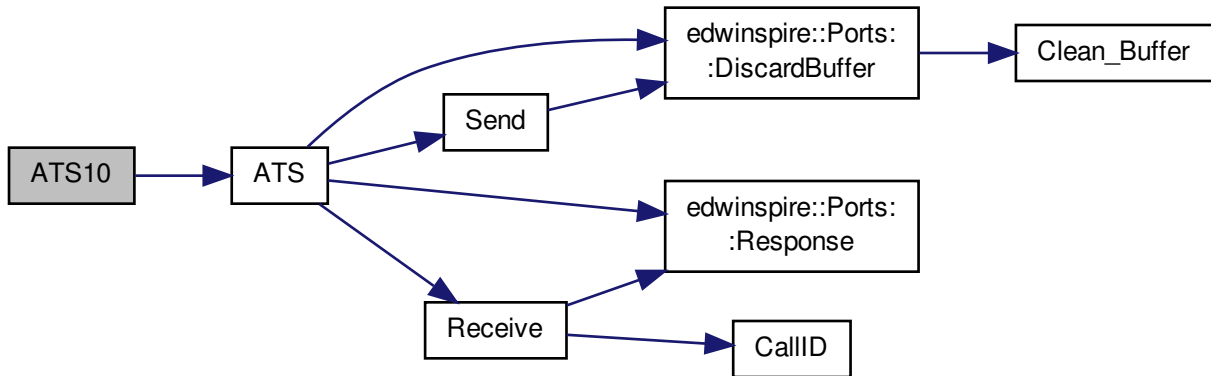 ATS10
ATS
Send
edwinspire::Ports:
:DiscardBuffer
Clean_Buffer
edwinspire::Ports:
:Response
Receive
CallID